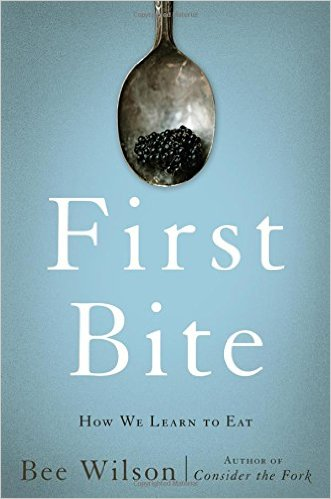 First
Bite
How We Learn to Eat
Bee Wilson
Author of
Consider the Fork